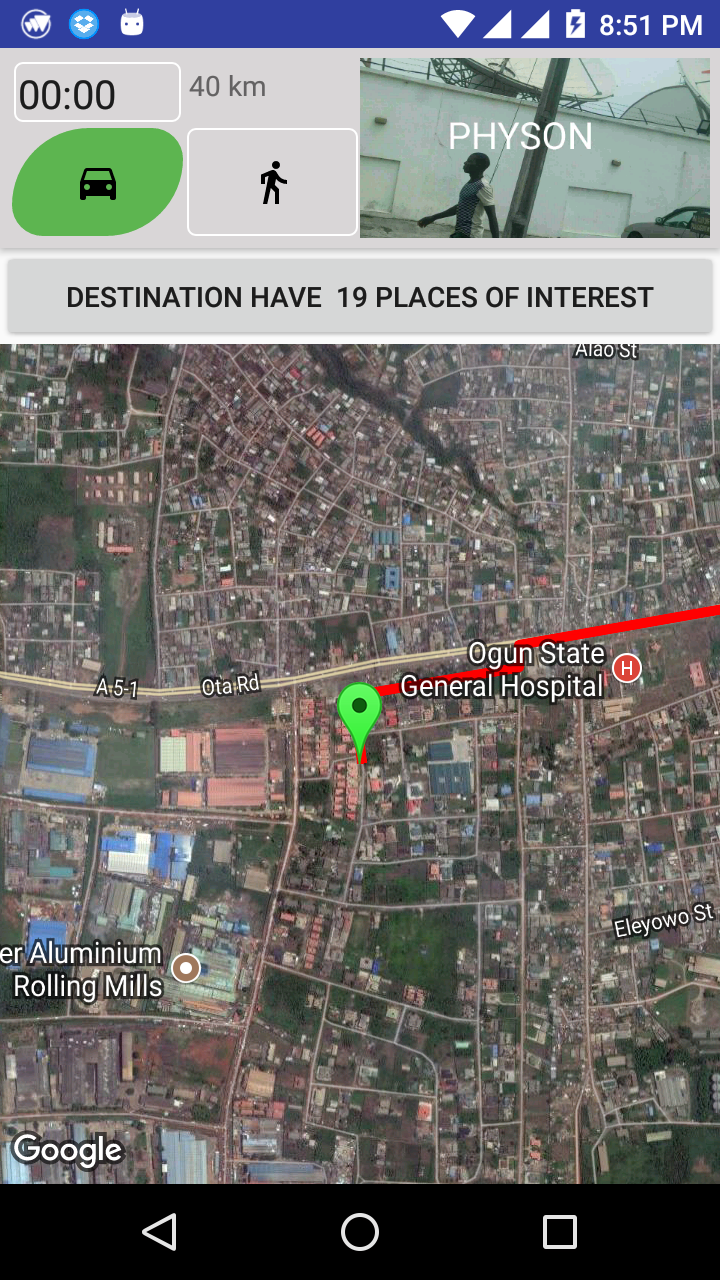 8:51 PM
00:00
40 km
PHYSON
DESTINATION HAVE  19 PLACES OF INTEREST
Alao St
Ogun State
General Hospital
H
A 5-1
Ota Rd
Eleyowo St
er Aluminium
Rolling Mills
Google